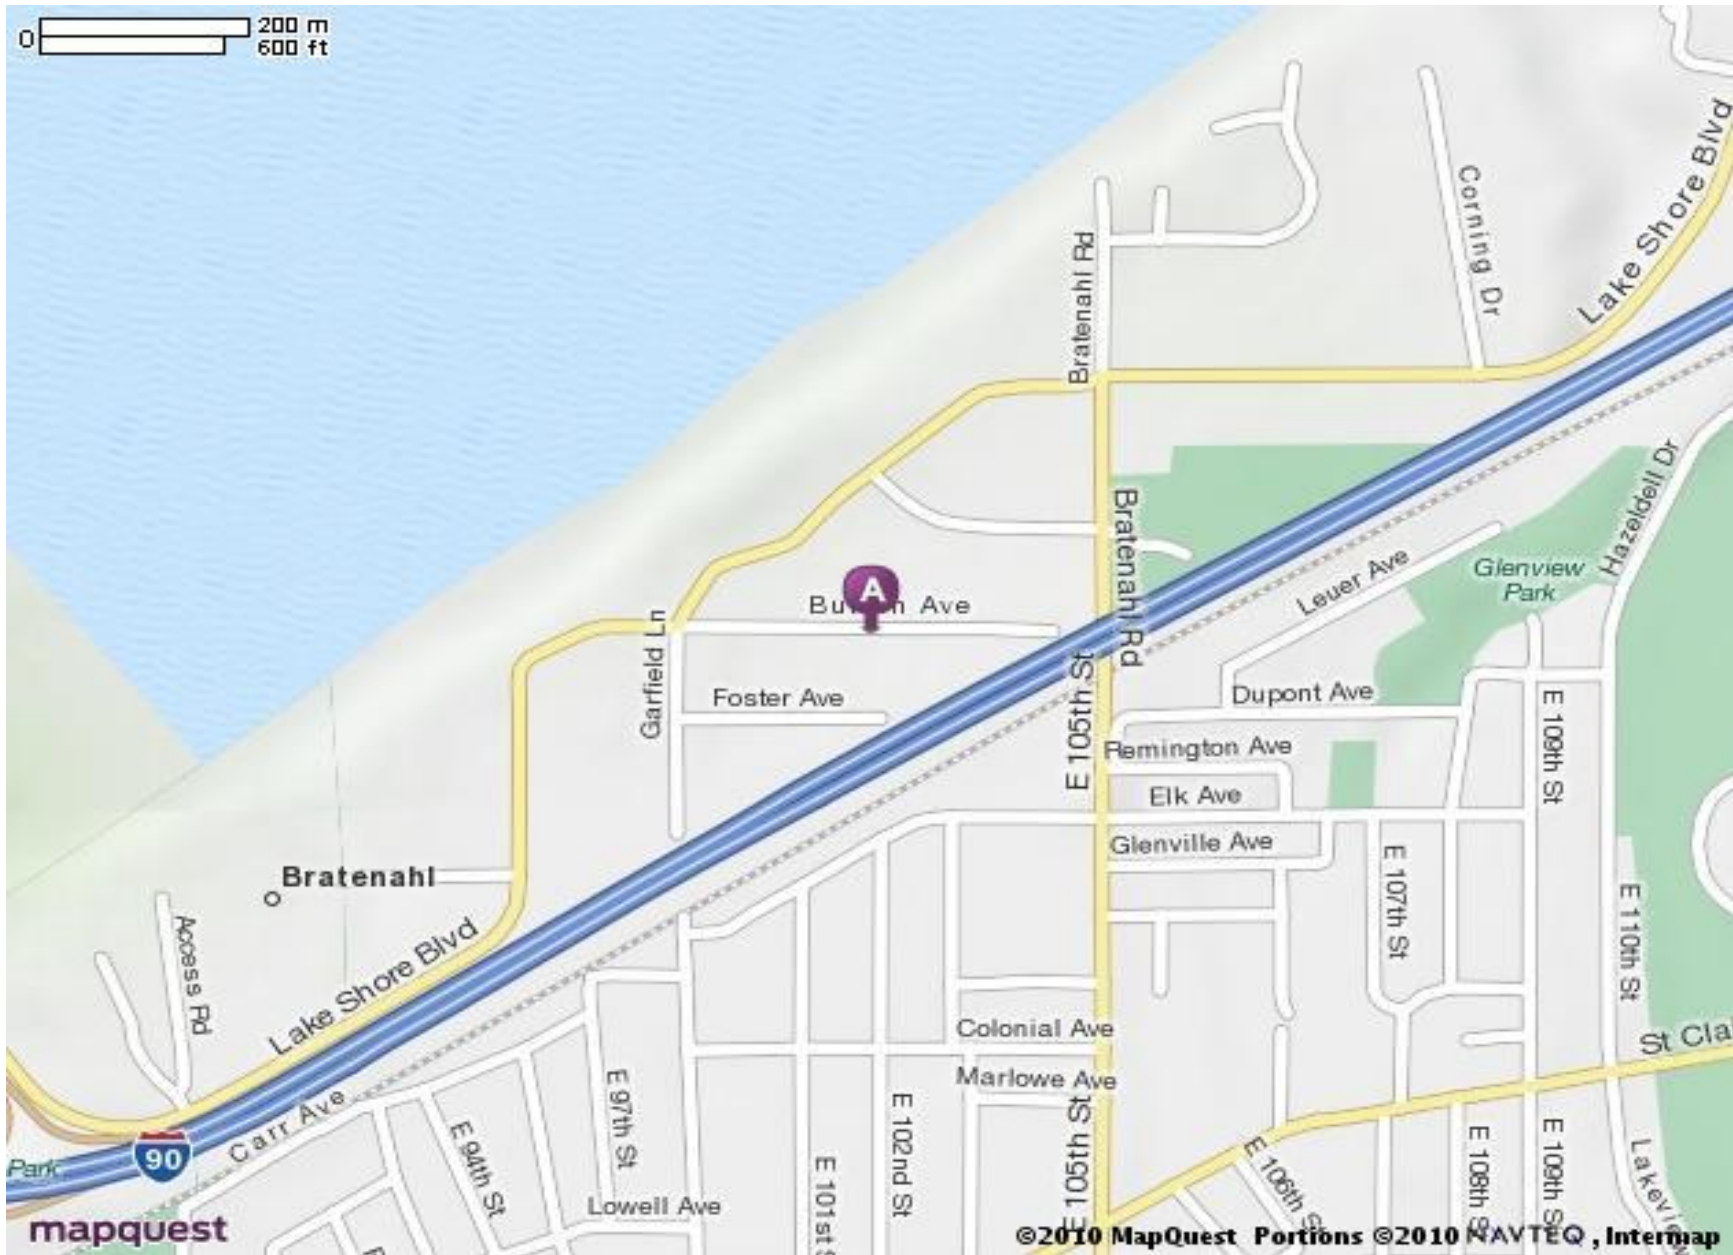 0
200 m
600 ft
Lake Shore Blvd
Corning Dr
Bratenahl Rd
Hazeldell Dr
Bratenahl Rd
Leuer Ave
Glenview
Park
A
Ave
Garfield Ln
Foster Ave
E 105th St
Dupont Ave
Remington Ave
E 109th St
Elk Ave
Glenville Ave
E 107th St
Bratenahl
E 110th St
Access Rd
Lake Shore Blvd
Colonial Ave
St Cla
Marlowe Ave
E 97th St
E 102nd St
E 105th St
Carr Ave
90
E 94th St
E 101st S
E 106th St
E 108th S
E 109th St
Lakevi
Park
Lowell Ave
mapquest
©2010 MapQuest Portions ©2010 NAVTEQ, Intermap